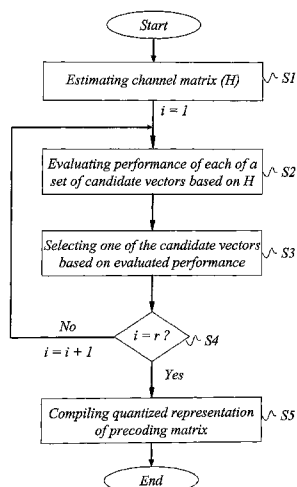 Start
Estimating channel matrix (H)
S1
i = 1
Evaluating performance of each of a
set of candidate vectors based on H
S2
Selecting one of the candidate vectors
based on evaluated performance
S3
No
i = r ?
S4
i = i + 1
Yes
Compiling quantized representation
of precoding matrix
S5
End